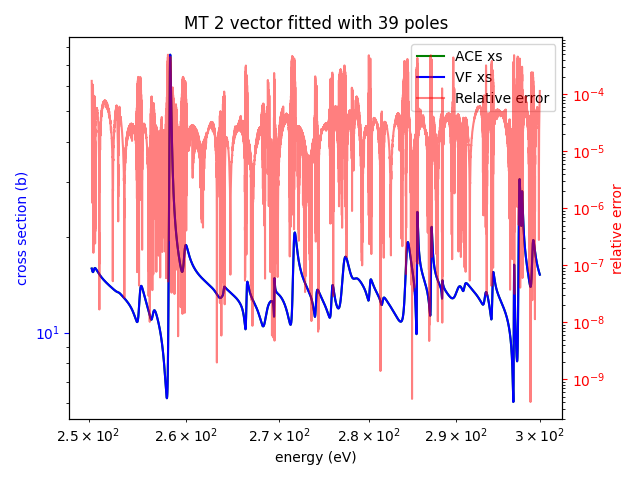 MT 2 vector fitted with 39 poles
ACE xs
VF xs
Relative error
cross section (b)
10¹
10⁻⁴
10⁻⁵
10⁻⁶
10⁻⁷
10⁻⁸
10⁻⁹
relative error
2.5 × 10² 2.6 × 10² 2.7 × 10² 2.8 × 10² 2.9 × 10² 3 × 10²
energy (eV)